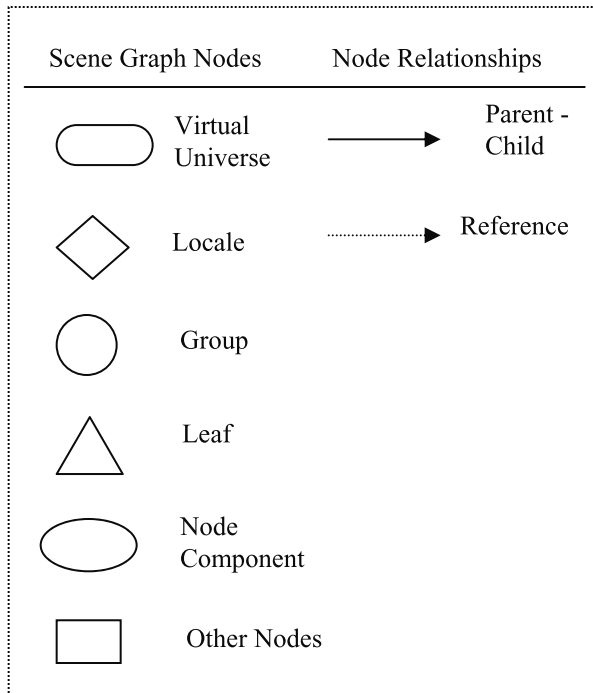 Scene Graph Nodes
Node Relationships
Virtual
Universe
Parent -
Child
Locale
Reference
Group
Leaf
Node
Component
Other Nodes